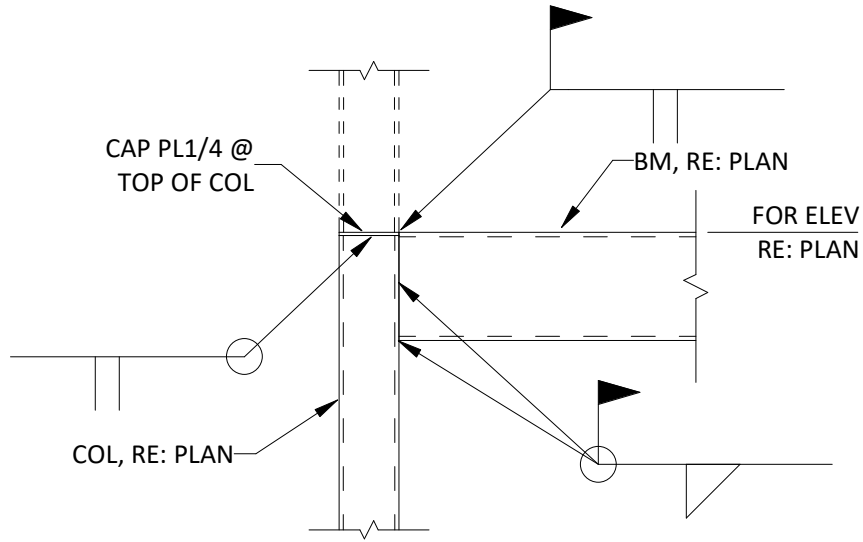 CAP PL1/4 @
TOP OF COL
BM, RE: PLAN
FOR ELEV
RE: PLAN
COL, RE: PLAN